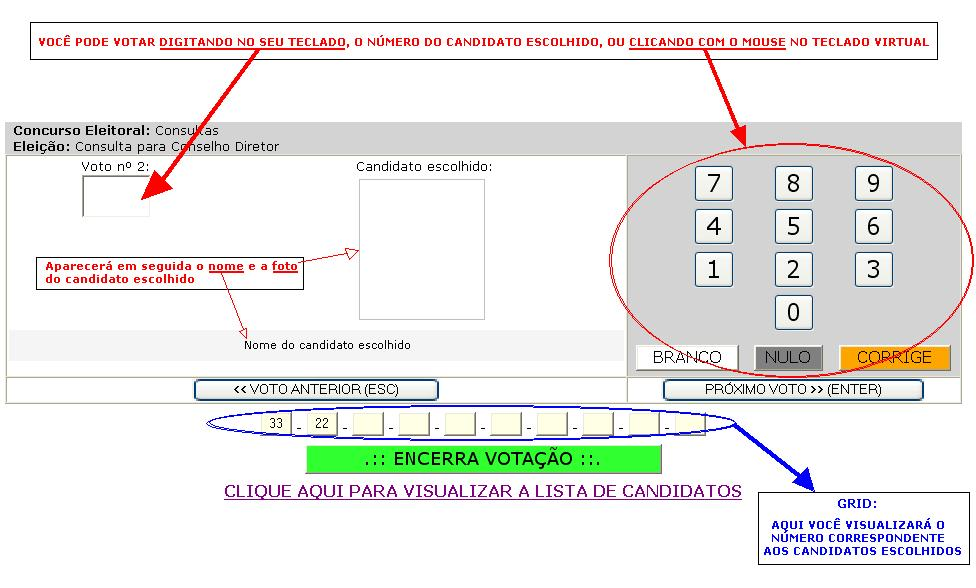 VOCÊ PODE VOTAR DIGITANDO NO SEU TECLADO, O NÚMERO DO CANDIDATO ESCOLHIDO, OU CLICANDO COM O MOUSE NO TECLADO VIRTUAL
Concurso Eleitoral: Consultas
Eleição: Consulta para Conselho Diretor
Voto nº 2:
Candidato escolhido:
7 8 9
4 5 6
1 2 3
0
Aparecerá em seguida o nome e a foto
do candidato escolhido
Nome do candidato escolhido
BRANCO NULO CORRIGE
<< VOTO ANTERIOR (ESC)
PRÓXIMO VOTO >> (ENTER)
33 - 22 - - - - - - - -
.:: ENCERRA VOTAÇÃO ::.
CLIQUE AQUI PARA VISUALIZAR A LISTA DE CANDIDATOS
GRID:
AQUI VOCÊ VISUALIZARÁ O
NÚMERO CORRESPONDENTE
AOS CANDIDATOS ESCOLHIDOS